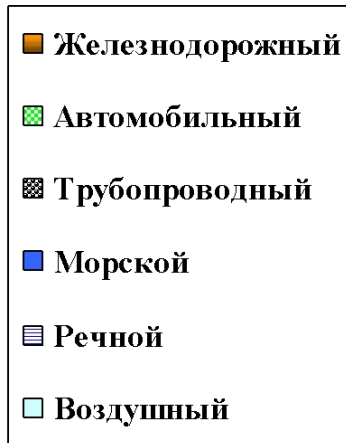 Железнодорожный
Автомобильный
Трубопроводный
Морской
Речной
Воздушный